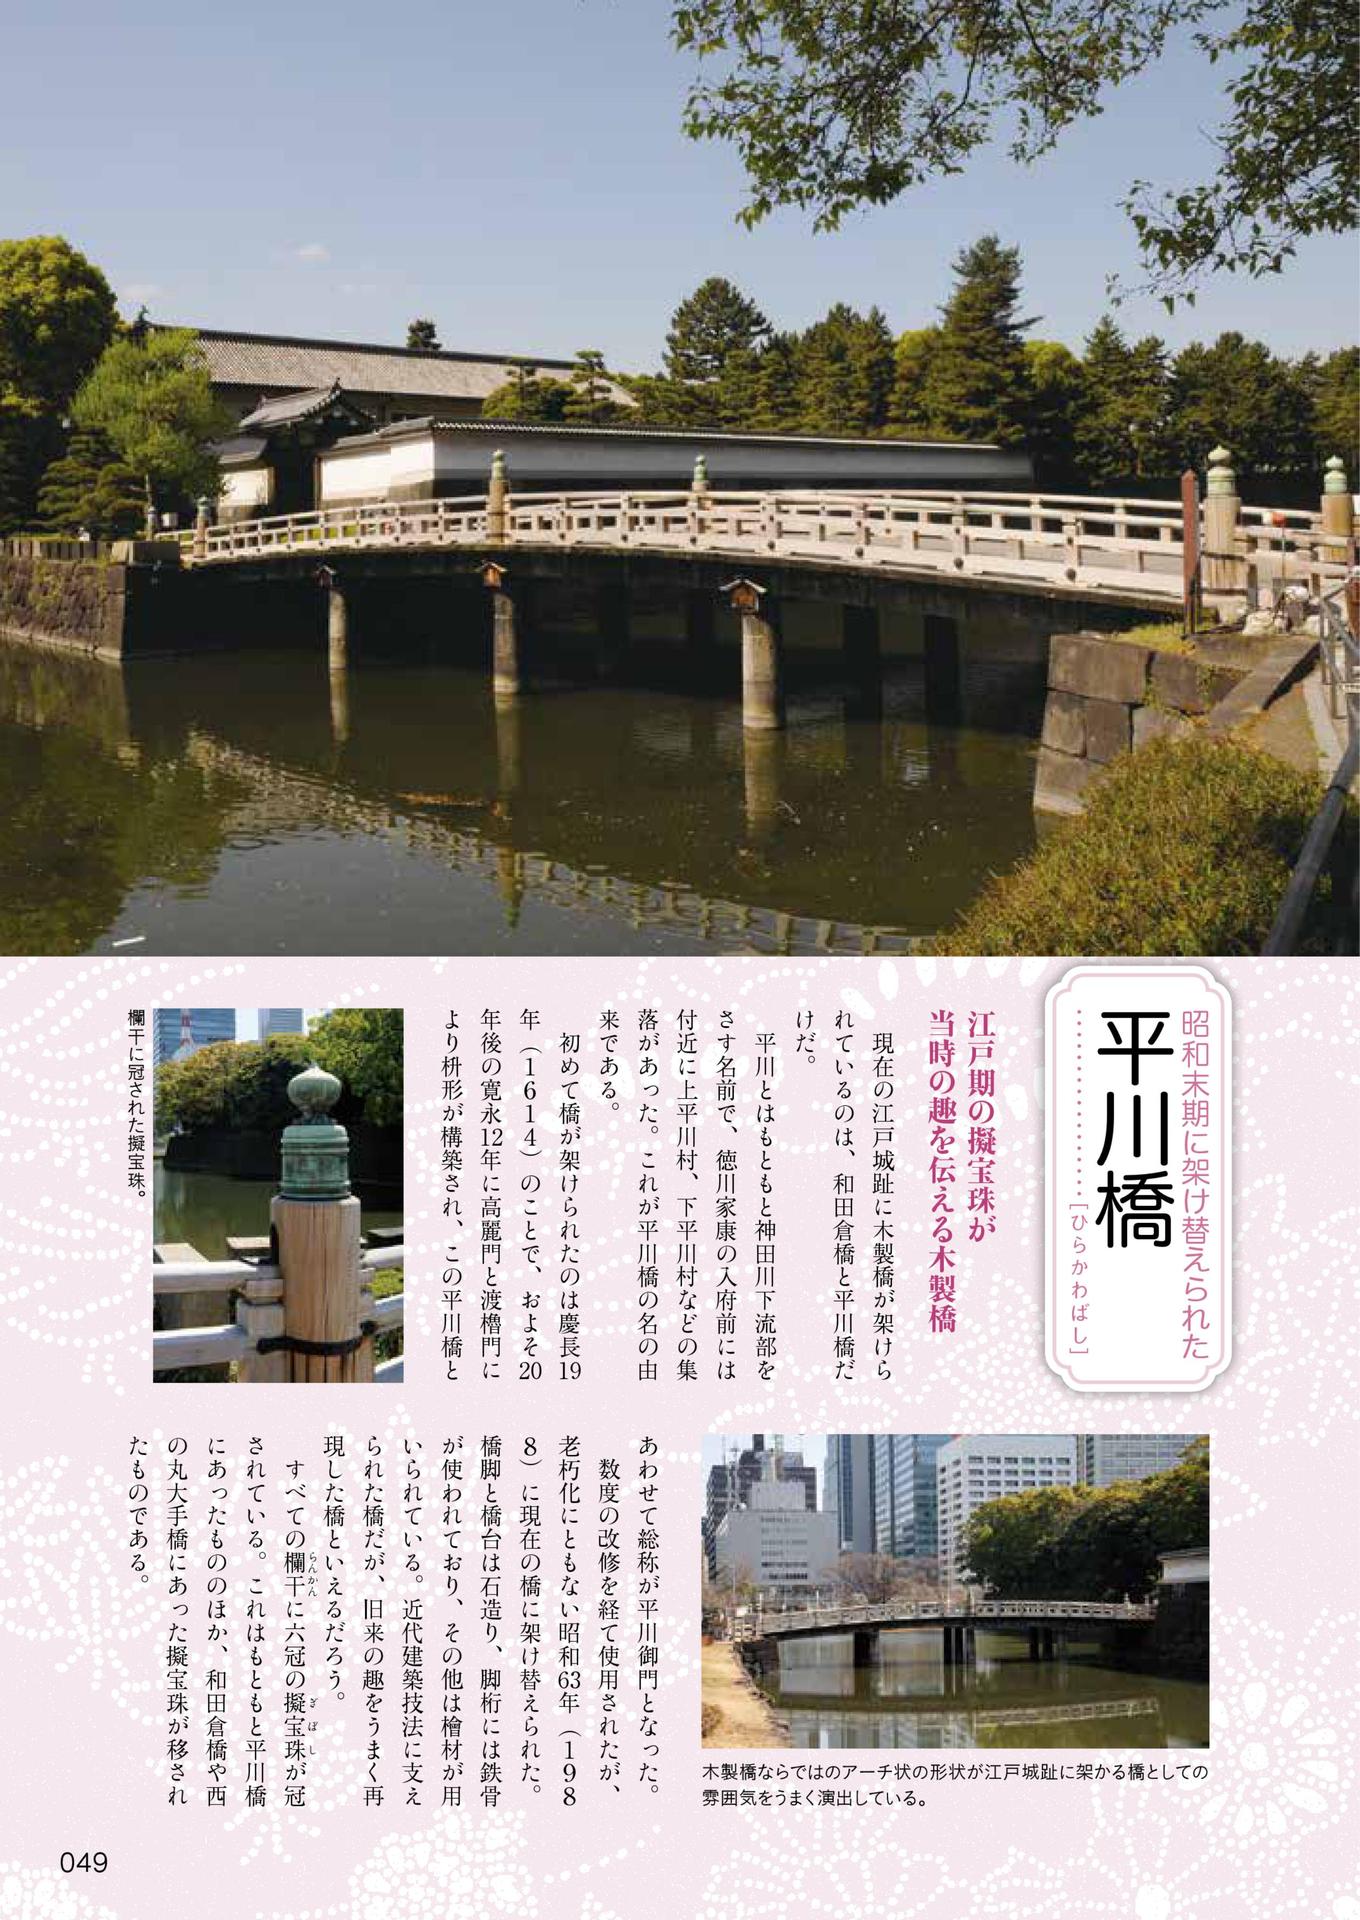 昭和末期に架け替えられた
平川橋
［ひらかわばし］
江戸期の擬宝珠が
当時の趣を伝える木製橋
現在の江戸城趾に木製橋が架けら
れているのは、和田倉橋と平川橋だ
けだ。
平川とはもともと神田川下流部を
さす名前で、徳川家康の入府前には
付近に上平川村、下平川村などの集
落があった。これが平川橋の名の由
来である。
初めて橋が架けられたのは慶長19
年（1614）のことで、およそ20
年後の寛永12年に高麗門と渡櫓門に
より枡形が構築され、この平川橋と
欄干に冠された擬宝珠。
木製橋ならではのアーチ状の形状が江戸城趾に架かる橋としての
雰囲気をうまく演出している。
あわせて総称が平川御門となった。
数度の改修を経て使用されたが、
老朽化にともない昭和63年（198
8）に現在の橋に架け替えられた。
橋脚と橋台は石造り、脚桁には鉄骨
が使われており、その他は檜材が用
いられている。近代建築技法に支え
られた橋だが、旧来の趣をうまく再
現した橋といえるだろう。
すべての欄干に六冠の擬宝珠が冠
らんかん
ぎぼし
されている。これはもともと平川橋
にあったもののほか、和田倉橋や西
の丸大手橋にあった擬宝珠が移され
たものである。
049